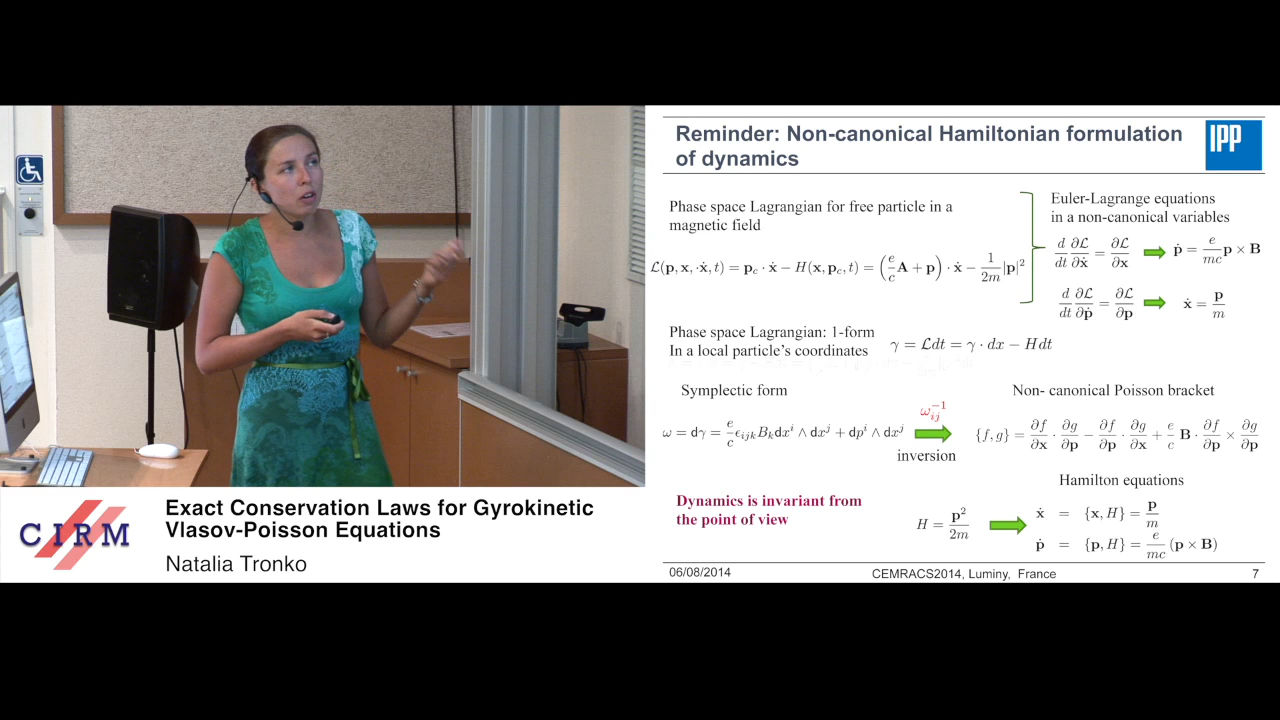 Reminder: Non-canonical Hamiltonian formulation
of dynamics
IPP
Phase space Lagrangian for free particle in a
magnetic field
Euler-Lagrange equations
in a non-canonical variables
ℒ(𝐩, 𝐱, ·𝐱̇, t) = 𝐩_c · 𝐱̇ − H(𝐱, 𝐩_c, t) = (e/c 𝐀 + 𝐩) · 𝐱̇ − 1/2m |𝐩|²
d/dt ∂ℒ/∂𝐱̇ = ∂ℒ/∂𝐱
𝐩̇ = e/mc 𝐩 × 𝐁
d/dt ∂ℒ/∂𝐩̇ = ∂ℒ/∂𝐩
𝐱̇ = 𝐩/m
Phase space Lagrangian: 1-form
In a local particle's coordinates
γ = ℒdt = γ · dx − Hdt
Symplectic form
Non- canonical Poisson bracket
ω = dγ = e/c ϵ_ijk B_k dx^i ∧ dx^j + dp^i ∧ dx^j
ω_ij^−1
inversion
{f, g} = ∂f/∂𝐱 · ∂g/∂𝐩 − ∂f/∂𝐩 · ∂g/∂𝐱 + e/c 𝐁 · ∂f/∂𝐩 × ∂g/∂𝐩
Hamilton equations
Dynamics is invariant from
the point of view
H = 𝐩²/2m
𝐱̇ = {𝐱, H} = 𝐩/m
𝐩̇ = {𝐩, H} = e/mc (𝐩 × 𝐁)
06/08/2014
CEMRACS2014, Luminy, France
7
CIRM
Exact Conservation Laws for Gyrokinetic
Vlasov-Poisson Equations
Natalia Tronko